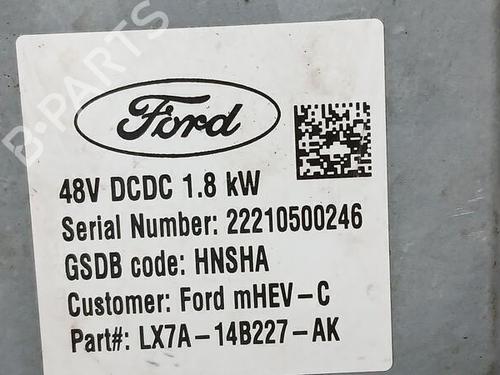 B-PARTS
Ford
48V DCDC 1.8 kW
Serial Number: 22210500246
GSDB code: HNSHA
Customer: Ford mHEV-C
Part#: LX7A-14B227-AK